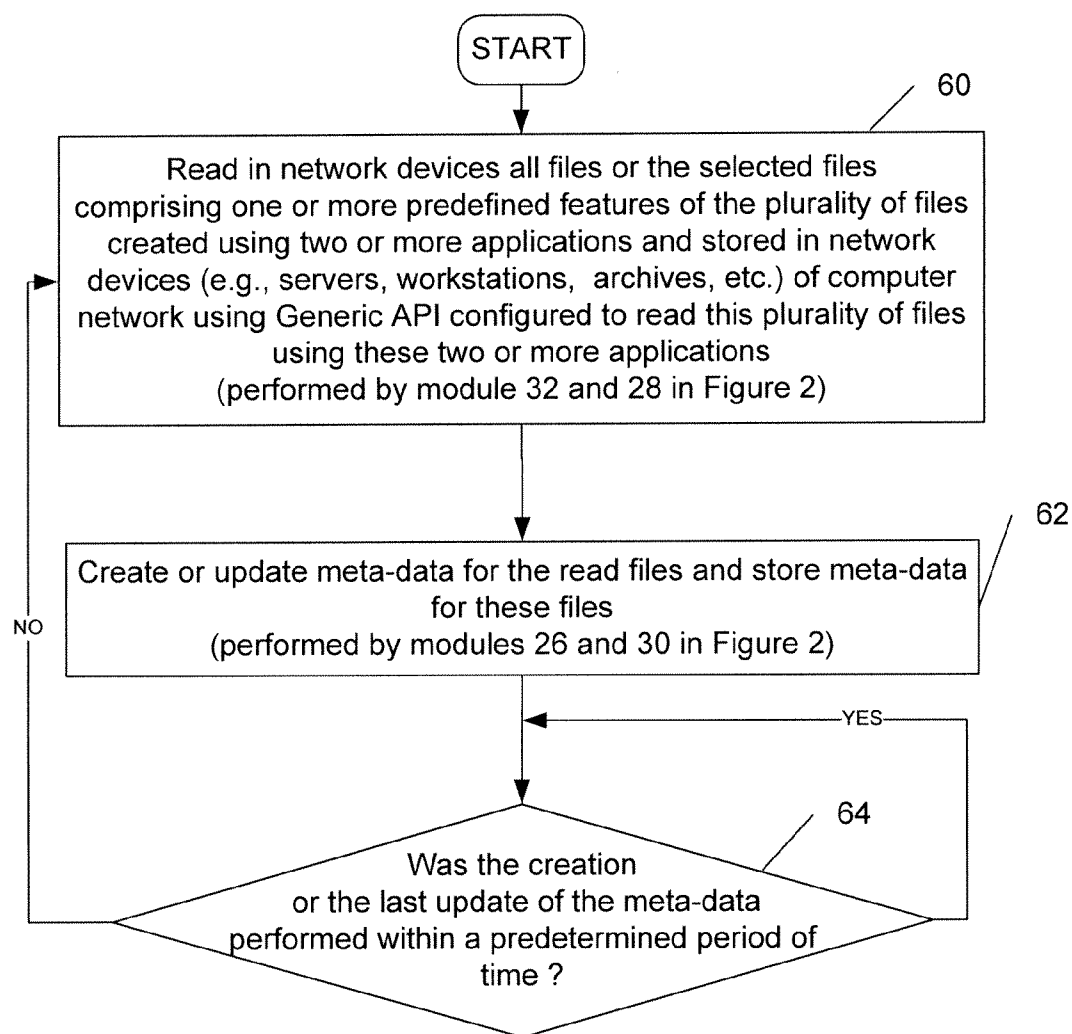 START
60
Read in network devices all files or the selected files
comprising one or more predefined features of the plurality of files
created using two or more applications and stored in network
devices (e.g., servers, workstations, archives, etc.) of computer
network using Generic API configured to read this plurality of files
using these two or more applications
(performed by module 32 and 28 in Figure 2)
62
Create or update meta-data for the read files and store meta-data
for these files
(performed by modules 26 and 30 in Figure 2)
NO
YES
64
Was the creation
or the last update of the meta-data
performed within a predetermined period of
time ?